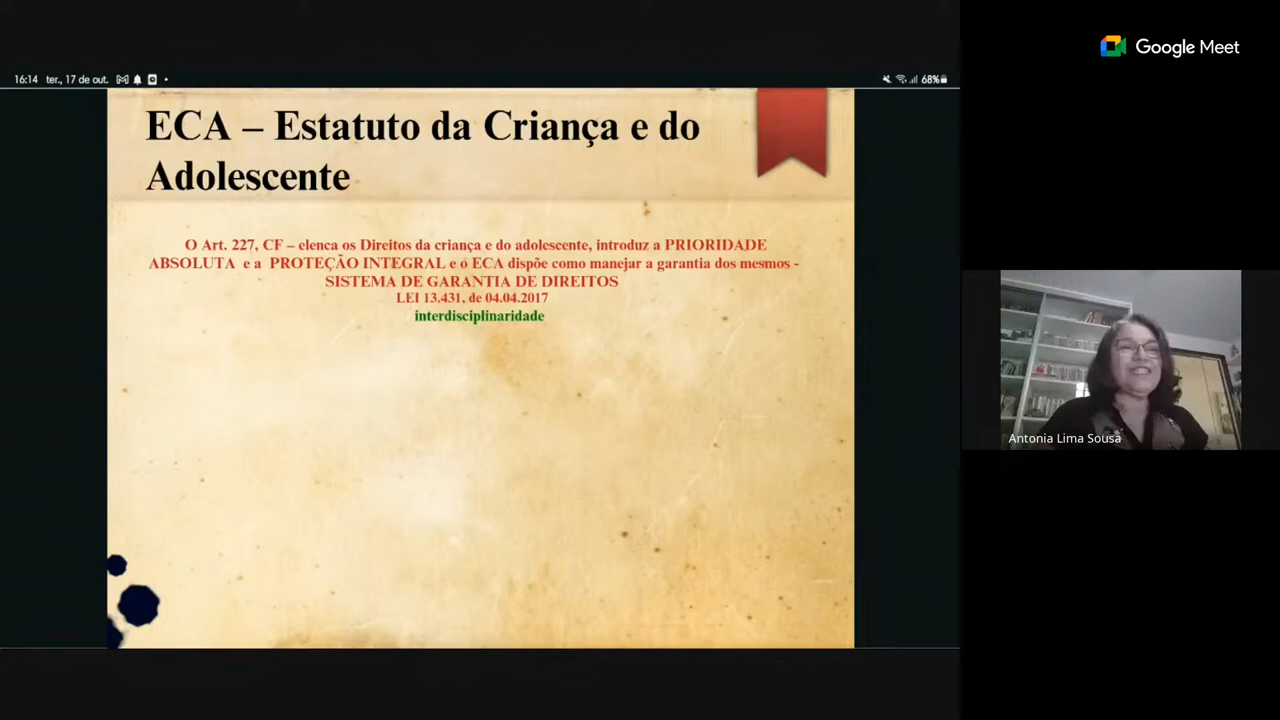 Google Meet
16:14 ter., 17 de out.
68%
ECA – Estatuto da Criança e do
Adolescente
O Art. 227, CF – elenca os Direitos da criança e do adolescente, introduz a PRIORIDADE
ABSOLUTA e a PROTEÇÃO INTEGRAL e o ECA dispõe como manejar a garantia dos mesmos -
SISTEMA DE GARANTIA DE DIREITOS
LEI 13.431, de 04.04.2017
interdisciplinaridade
Antonia Lima Sousa